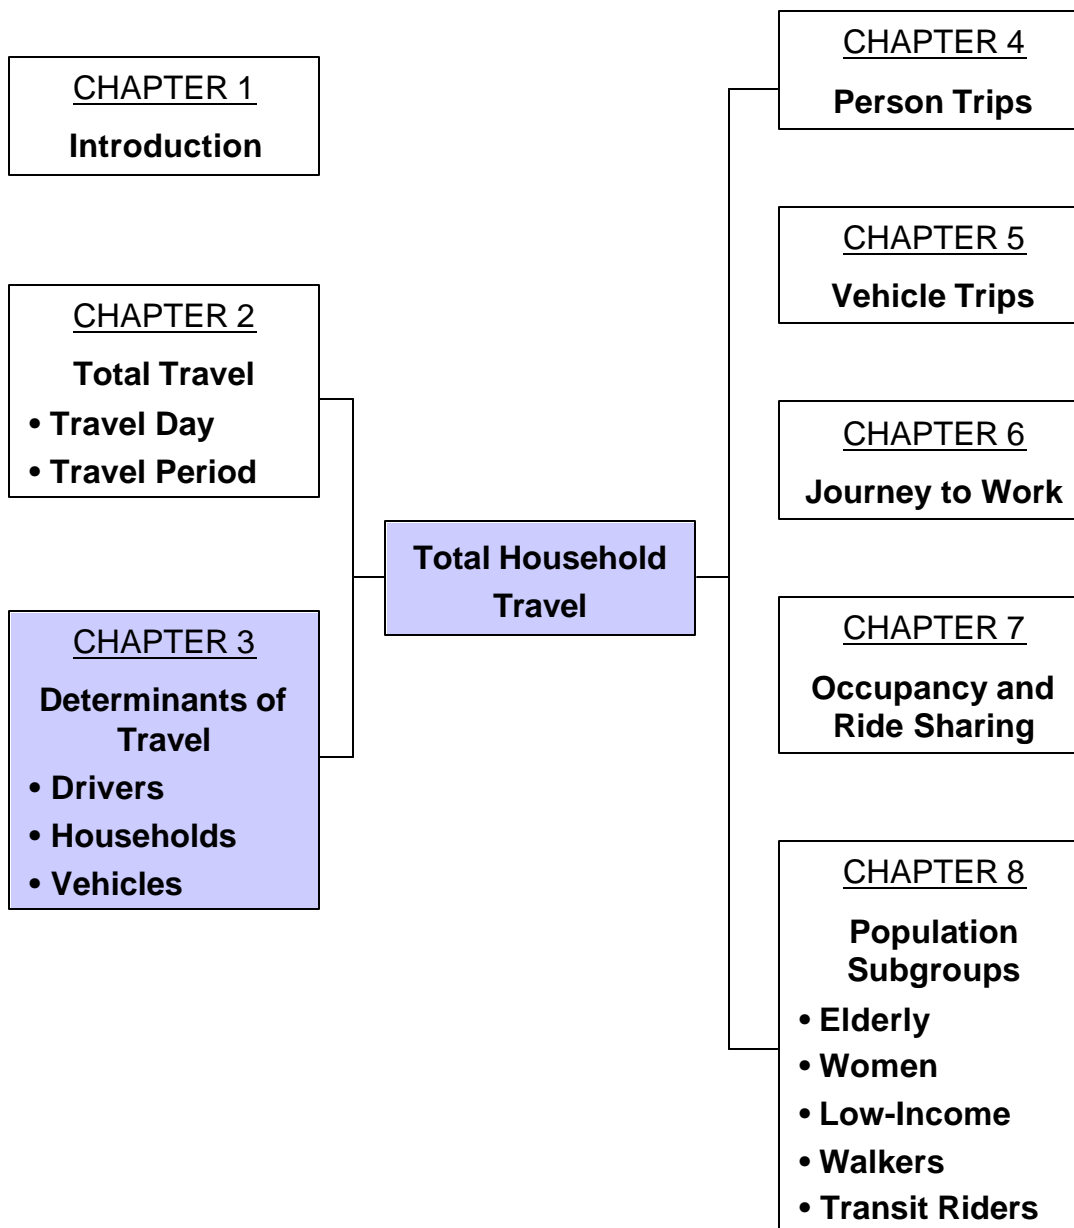 CHAPTER 1
Introduction
CHAPTER 2
Total Travel
• Travel Day
• Travel Period
CHAPTER 3
Determinants of
Travel
• Drivers
• Households
• Vehicles
Total Household
Travel
CHAPTER 4
Person Trips
CHAPTER 5
Vehicle Trips
CHAPTER 6
Journey to Work
CHAPTER 7
Occupancy and
Ride Sharing
CHAPTER 8
Population
Subgroups
• Elderly
• Women
• Low-Income
• Walkers
• Transit Riders